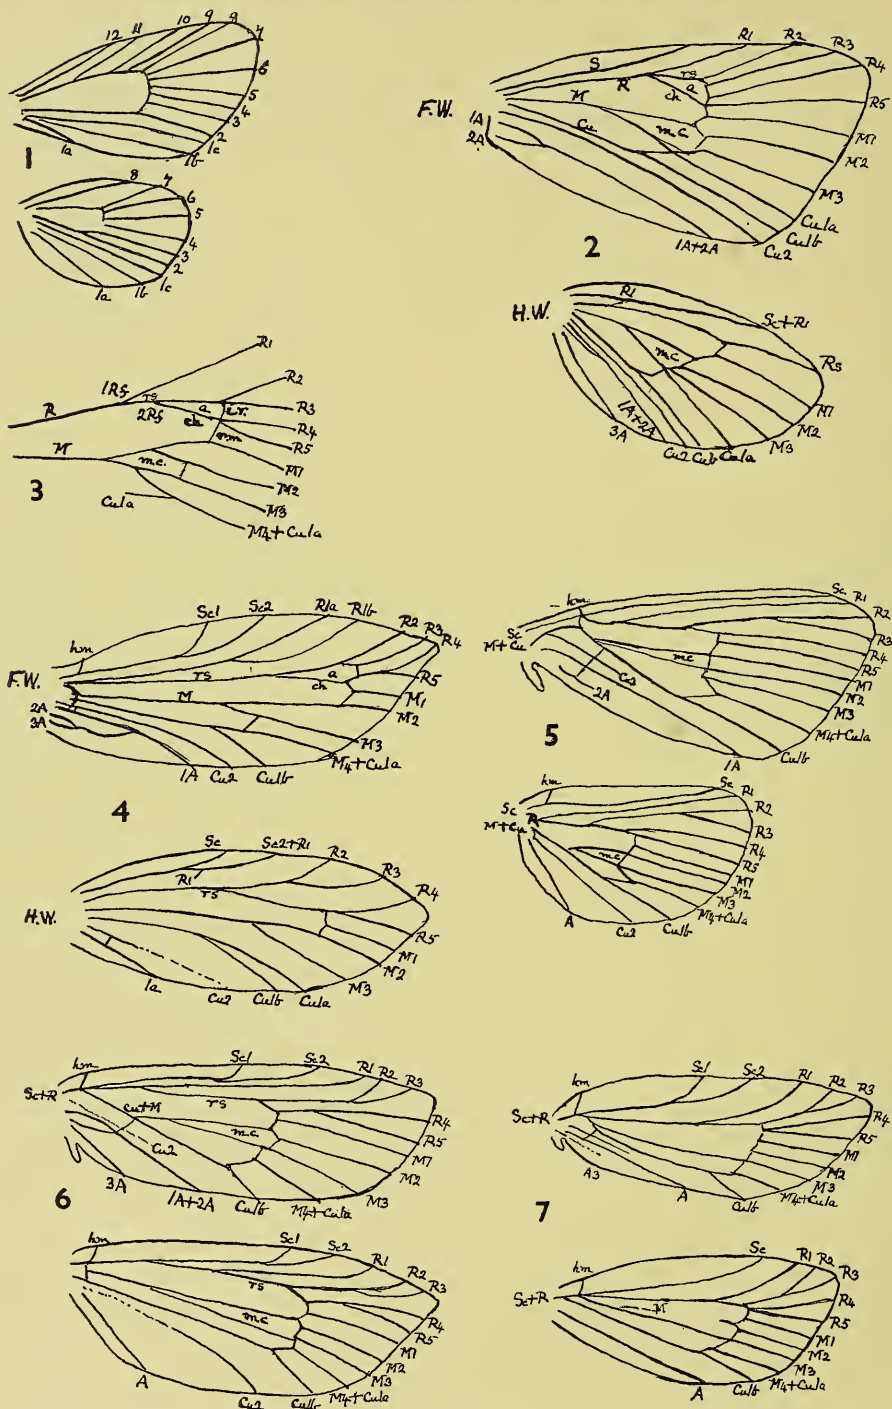 12 11 10 9 8
7
6
5
4
3
2
1c
1b
1a
1
8 7
6
5
4
3
2
1c
1b
1a
F.W.
S R R1 R2 R3
R4
rs
a
ch
M
R5
1A
2A
Cu
m.c.
M1
M2
M3
Cu1a
Cu1b
Cu2
1A+2A
2
H.W.
R1
Sc+R1
Rs
mc
M1
M2
M3
Cu1a
Cub
Cu2
1A+2A
3A
R1
R2
R3
R4
R5
1Rs
rs
2Rs
a
i.r.
ch
R
mm
M
mc.
M1
M2
M3
Cu1a
M4+Cu1a
3
F.W.
hm
Sc1 Sc2 R1a R1b R2 R3 R4
rs
a
ch
R5
M
M1
M2
2A
3A
M3
M4+Cu1a
1A Cu2 Cu1b
4
hm
Sc
R1
R2
Sc
M+Cu
R3
R4
R5
mc
M1
M2
M3
M4+Cu1a
Cu1b
1A
2A
5
hm
Sc
R1
R2
Sc
R
M+Cu
R3
R4
R5
mc
M1
M2
M3
M4+Cu1a
Cu1b
Cu2
A
H.W.
Sc Sc2+R1 R2
R1
rs
R3
R4
R5
M1
M2
M3
1a Cu2 Cu1b Cu1a
hm
Sc1 Sc2 R1 R2 R3
Sc+R
rs
Cu+M
mc
R4
R5
Cu2
M1
M2
M3
3A 1A+2A Cu1b M4+Cu1a
6
hm
Sc1 Sc2 R1 R2 R3
rs
mc
R4
R5
M1
M2
M3
A Cu2 Cu1b M4+Cu1a
hm
Sc1 Sc2 R1 R2 R3
Sc+R
R4
R5
M1
M2
M3
M4+Cu1a
A3 A Cu1b
7
hm
Sc R1 R2 R3
Sc+R
M
R4
R5
M1
M2
M3
A Cu1b M4+Cu1a